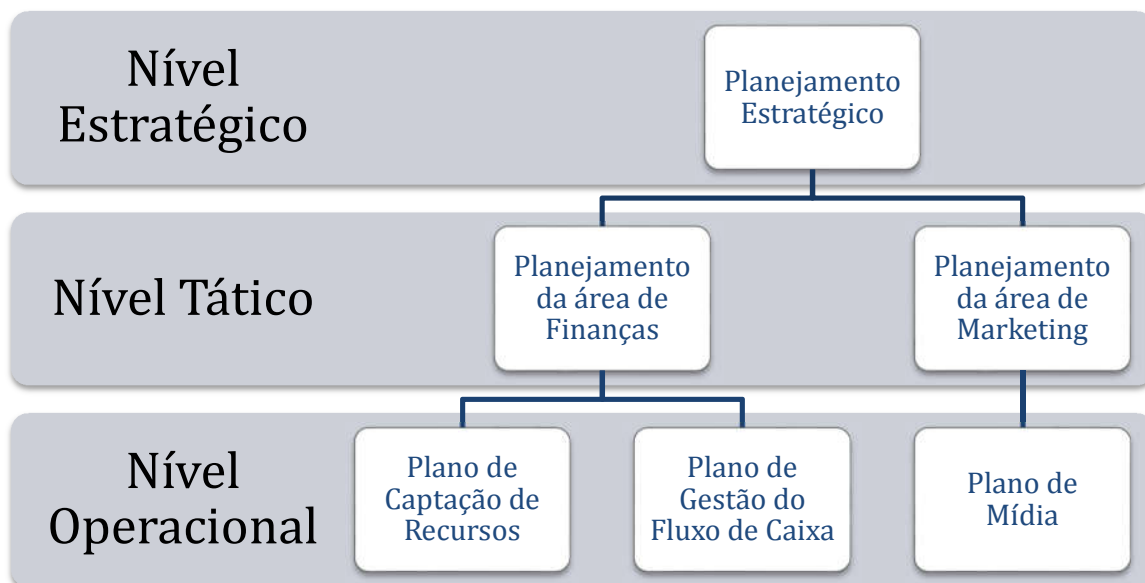 Nível
Estratégico
Planejamento
Estratégico
Nível Tático
Planejamento
da área de
Finanças
Planejamento
da área de
Marketing
Nível
Operacional
Plano de
Captação de
Recursos
Plano de
Gestão do
Fluxo de Caixa
Plano de
Mídia